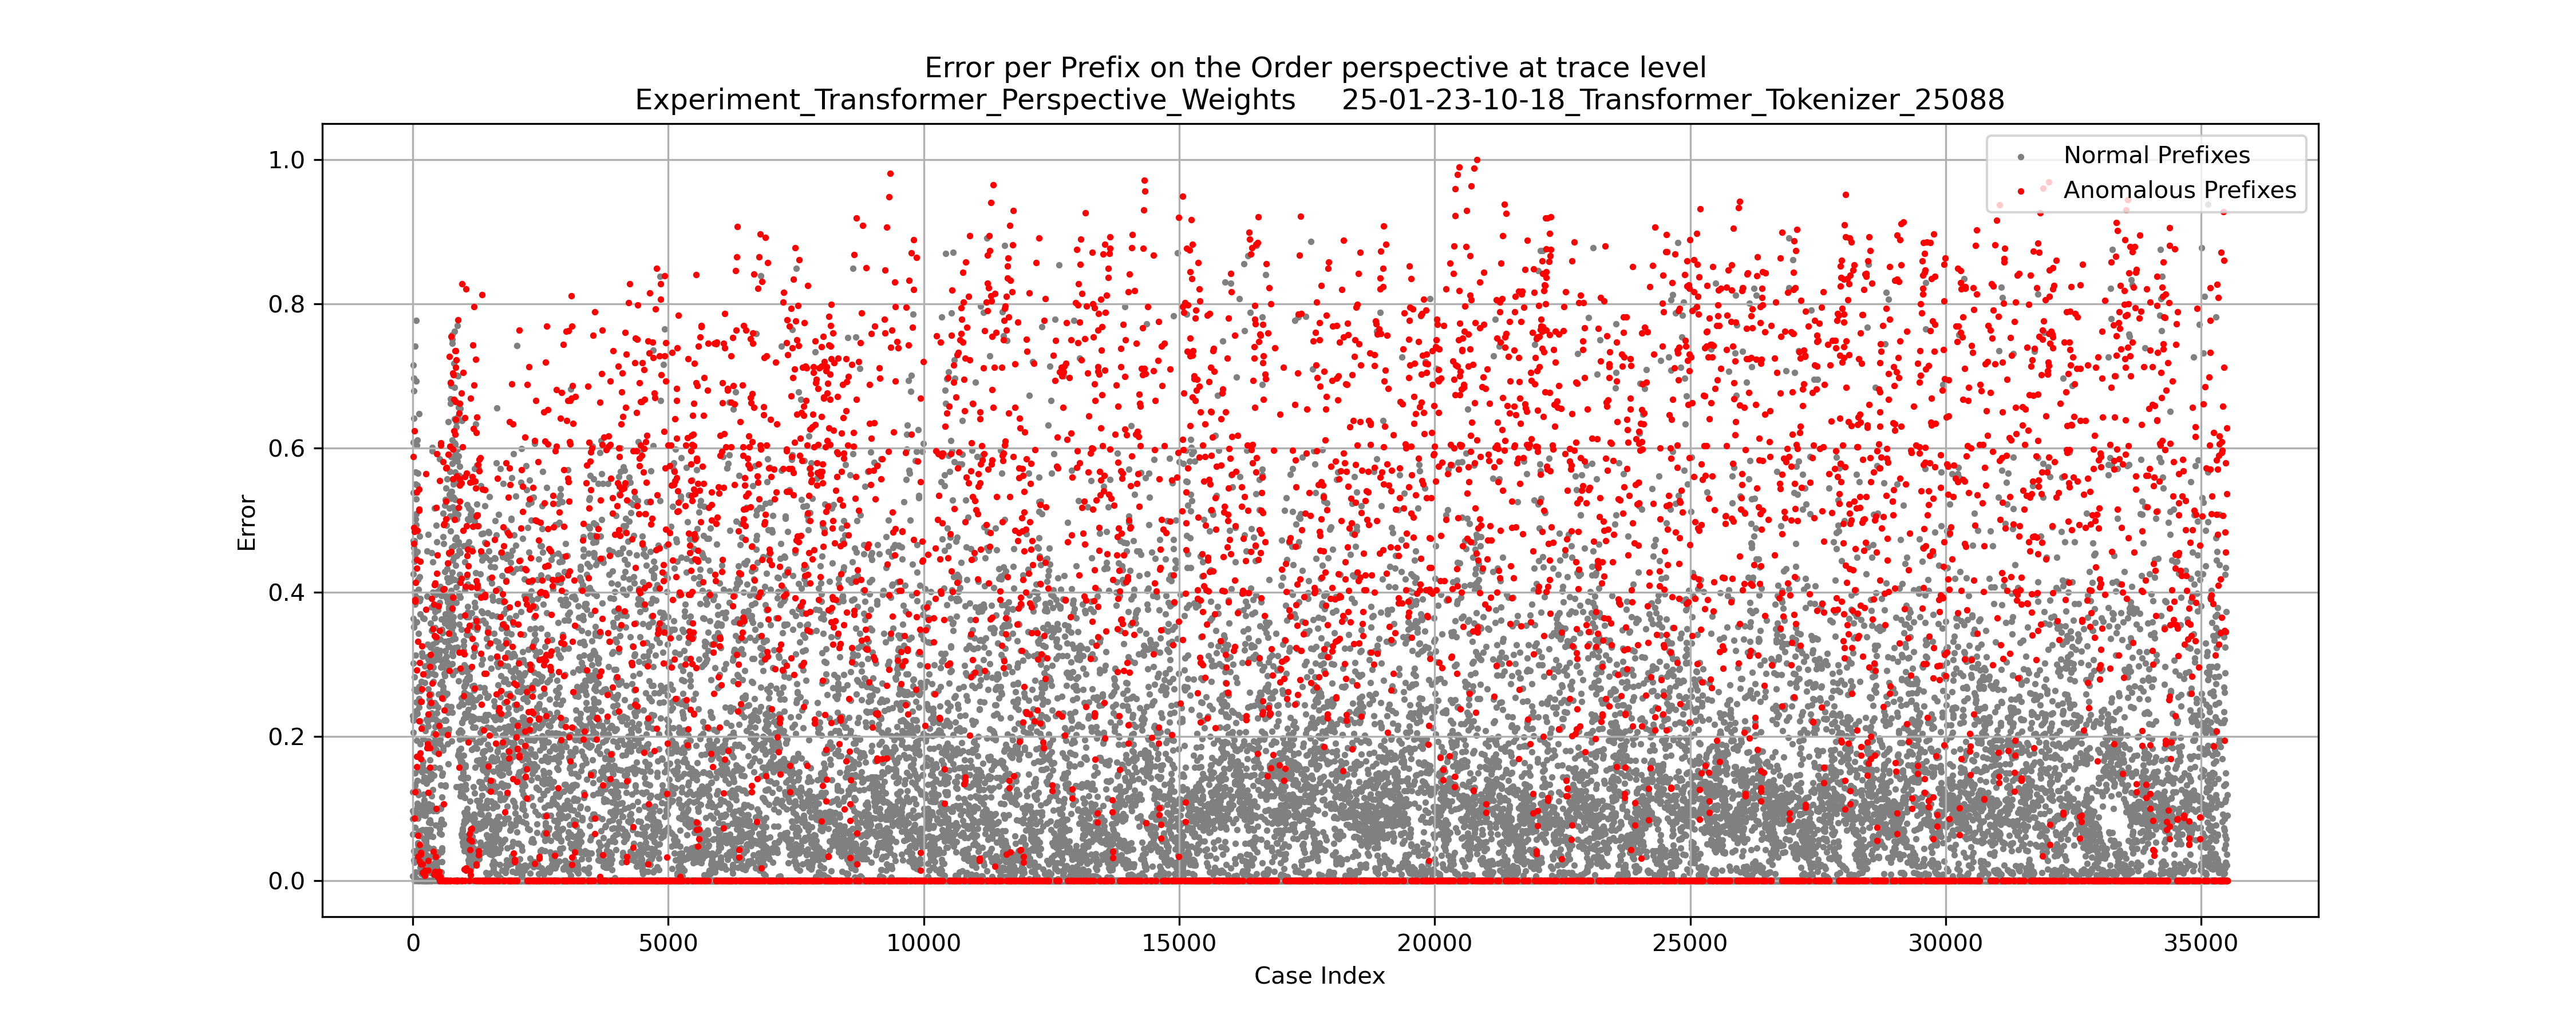 Error per Prefix on the Order perspective at trace level
Experiment_Transformer_Perspective_Weights 25-01-23-10-18_Transformer_Tokenizer_25088
Normal Prefixes
Anomalous Prefixes
Error
1.0
0.8
0.6
0.4
0.2
0.0
0 5000 10000 15000 20000 25000 30000 35000
Case Index